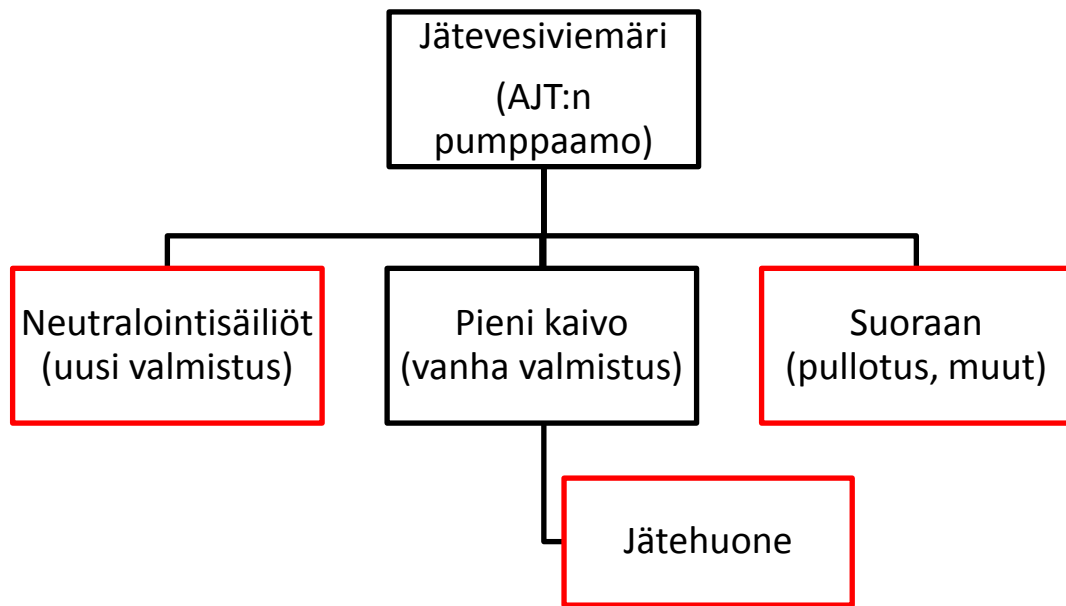 Jätevesiviemäri
(AJT:n
pumppaamo)
Neutralointisäiliöt
(uusi valmistus)
Pieni kaivo
(vanha valmistus)
Suoraan
(pullotus, muut)
Jätehuone